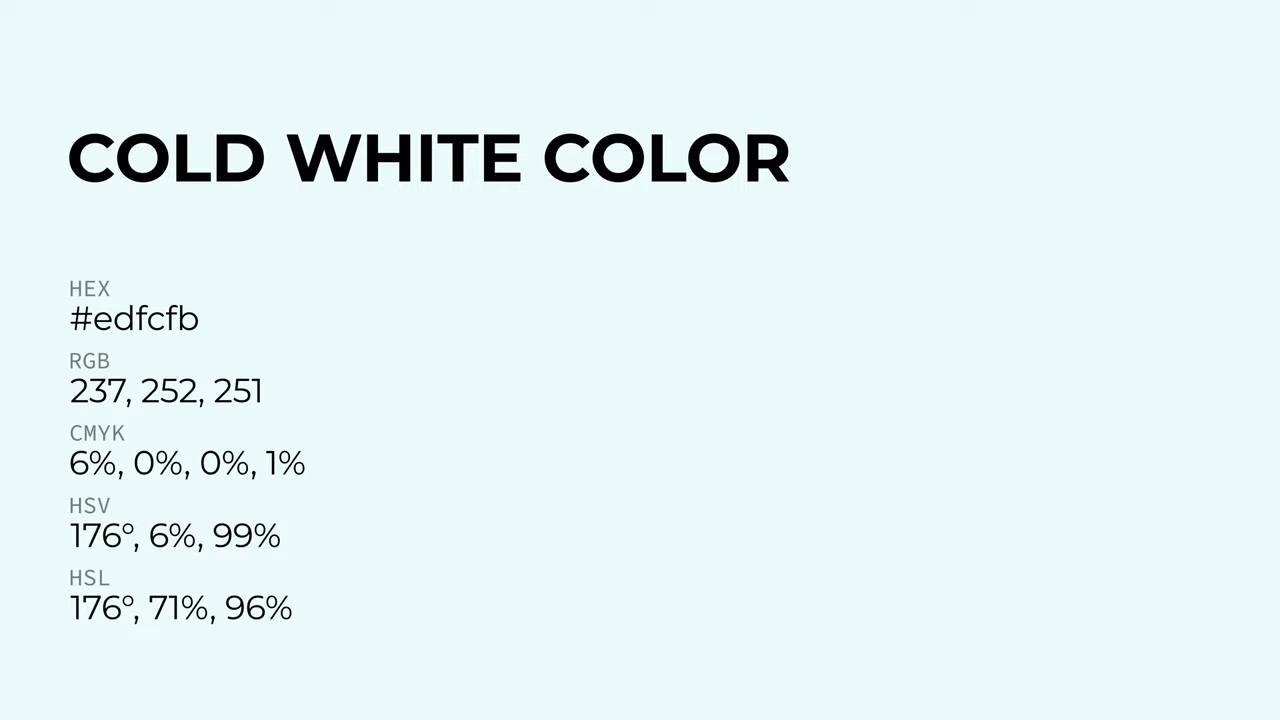 COLD WHITE COLOR
HEX
#edfcfb
RGB
237, 252, 251
CMYK
6%, 0%, 0%, 1%
HSV
176°, 6%, 99%
HSL
176°, 71%, 96%